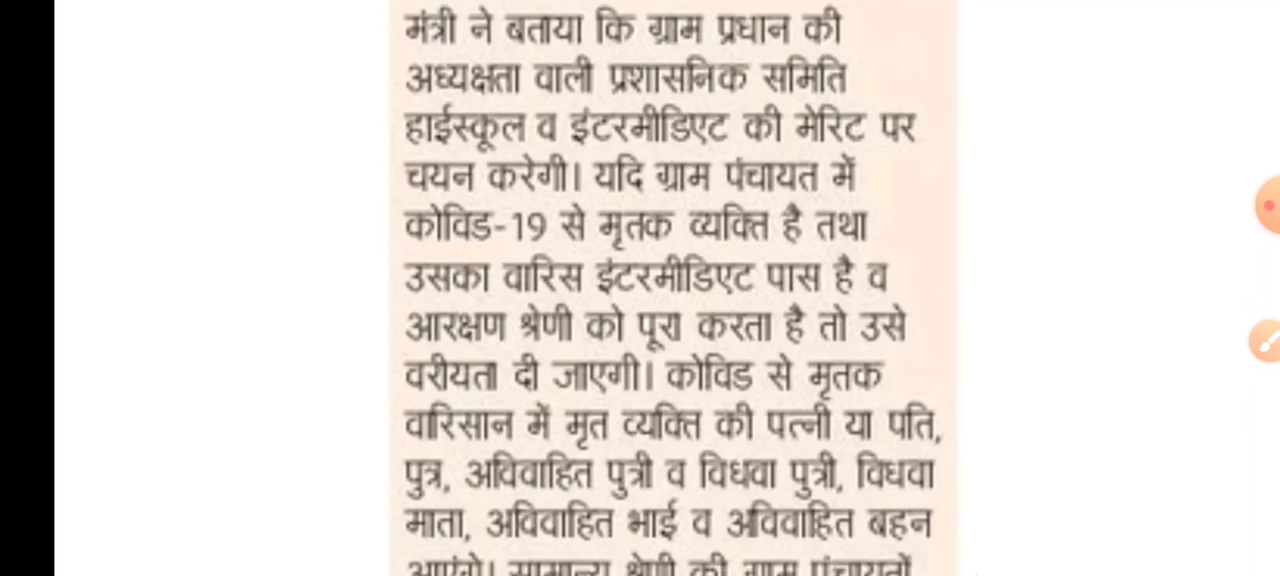 मंत्री ने बताया कि ग्राम प्रधान की
अध्यक्षता वाली प्रशासनिक समिति
हाईस्कूल व इंटरमीडिएट की मेरिट पर
चयन करेगी। यदि ग्राम पंचायत में
कोविड-19 से मृतक व्यक्ति है तथा
उसका वारिस इंटरमीडिएट पास है व
आरक्षण श्रेणी को पूरा करता है तो उसे
वरीयता दी जाएगी। कोविड से मृतक
वारिसान में मृत व्यक्ति की पत्नी या पति,
पुत्र, अविवाहित पुत्री व विधवा पुत्री, विधवा
माता, अविवाहित भाई व अविवाहित बहन
आएंगे। सामान्य श्रेणी की ग्राम पंचायतों